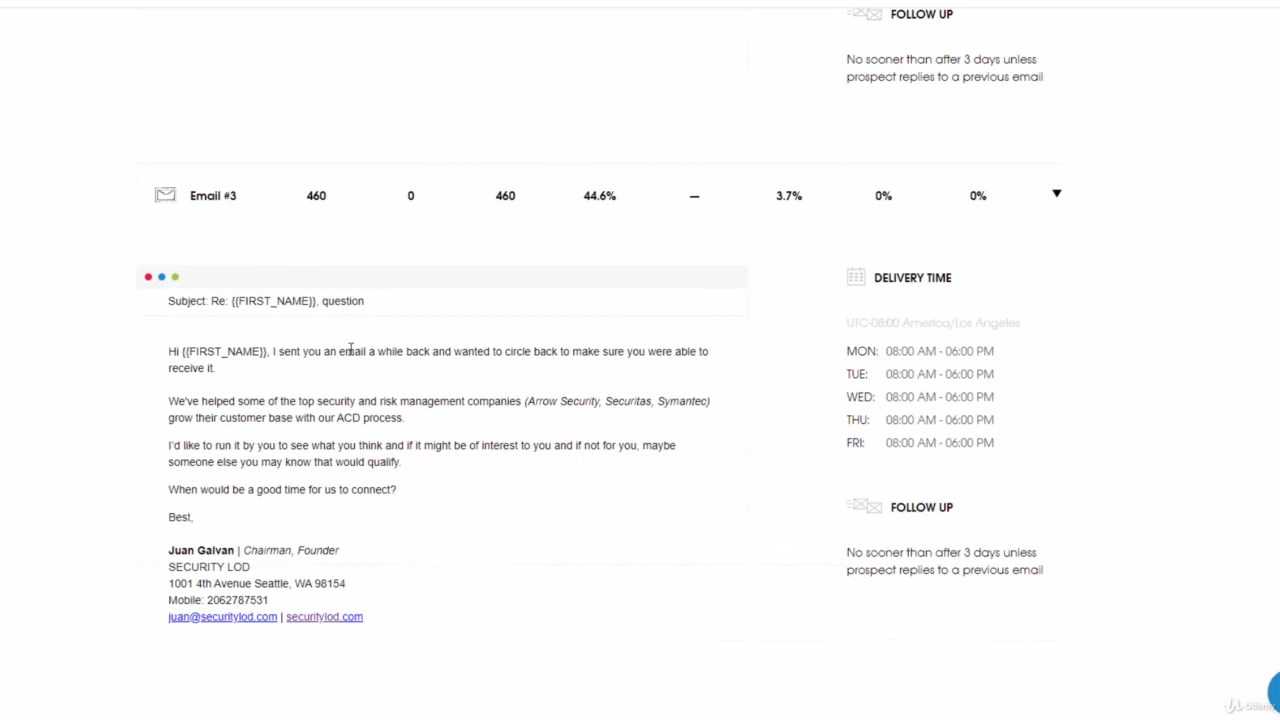 FOLLOW UP
No sooner than after 3 days unless
prospect replies to a previous email
Email #3 460 0 460 44.6% – 3.7% 0% 0%
Subject: Re: {{FIRST_NAME}}, question
Hi {{FIRST_NAME}}, I sent you an email a while back and wanted to circle back to make sure you were able to
receive it.
We've helped some of the top security and risk management companies (Arrow Security, Securitas, Symantec)
grow their customer base with our ACD process.
I'd like to run it by you to see what you think and if it might be of interest to you and if not for you, maybe
someone else you may know that would qualify.
When would be a good time for us to connect?
Best,
Juan Galvan | Chairman, Founder
SECURITY LOD
1001 4th Avenue Seattle, WA 98154
Mobile: 2062787531
juan@securitylod.com | securitylod.com
DELIVERY TIME
UTC-08:00 America/Los Angeles
MON: 08:00 AM - 06:00 PM
TUE: 08:00 AM - 06:00 PM
WED: 08:00 AM - 06:00 PM
THU: 08:00 AM - 06:00 PM
FRI: 08:00 AM - 06:00 PM
FOLLOW UP
No sooner than after 3 days unless
prospect replies to a previous email
Udemy